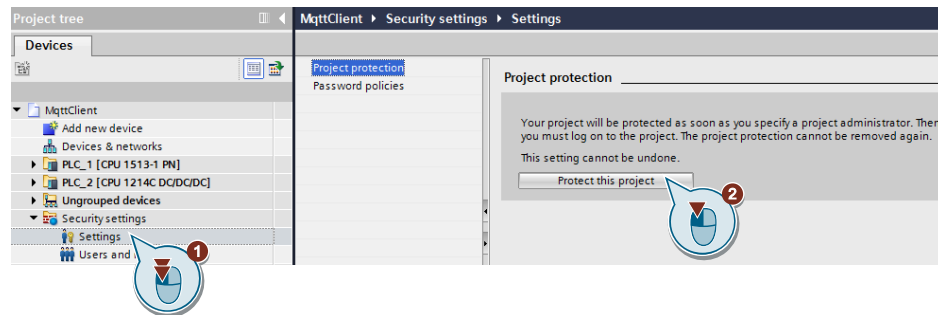 Project tree
MqttClient ▸ Security settings ▸ Settings
Devices
Project protection
Password policies
MqttClient
Add new device
Devices & networks
PLC_1 [CPU 1513-1 PN]
PLC_2 [CPU 1214C DC/DC/DC]
Ungrouped devices
Security settings
Settings
Users and
Project protection
Your project will be protected as soon as you specify a project administrator.
you must log on to the project. The project protection cannot be removed again.
This setting cannot be undone.
Protect this project
1
2